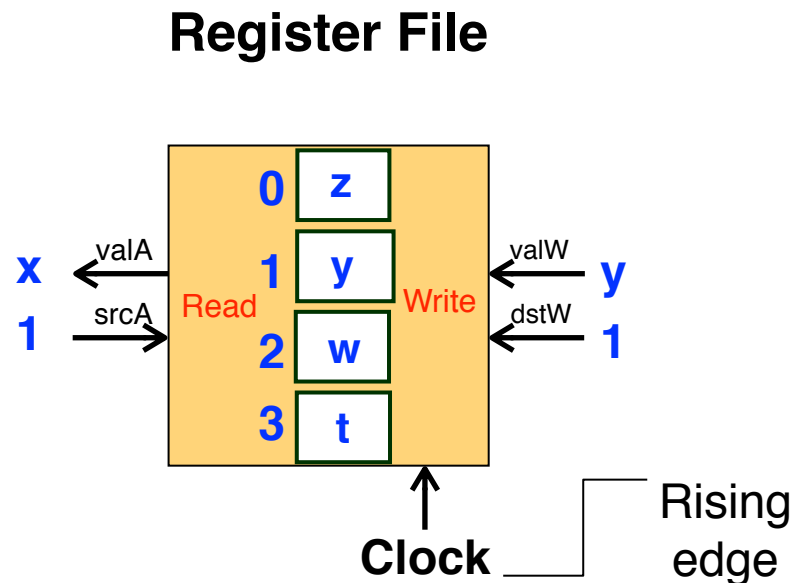 Register File
0 z
x valA 1 y valW y
1 srcA Read Write dstW 1
2 w
3 t
Clock Rising
edge